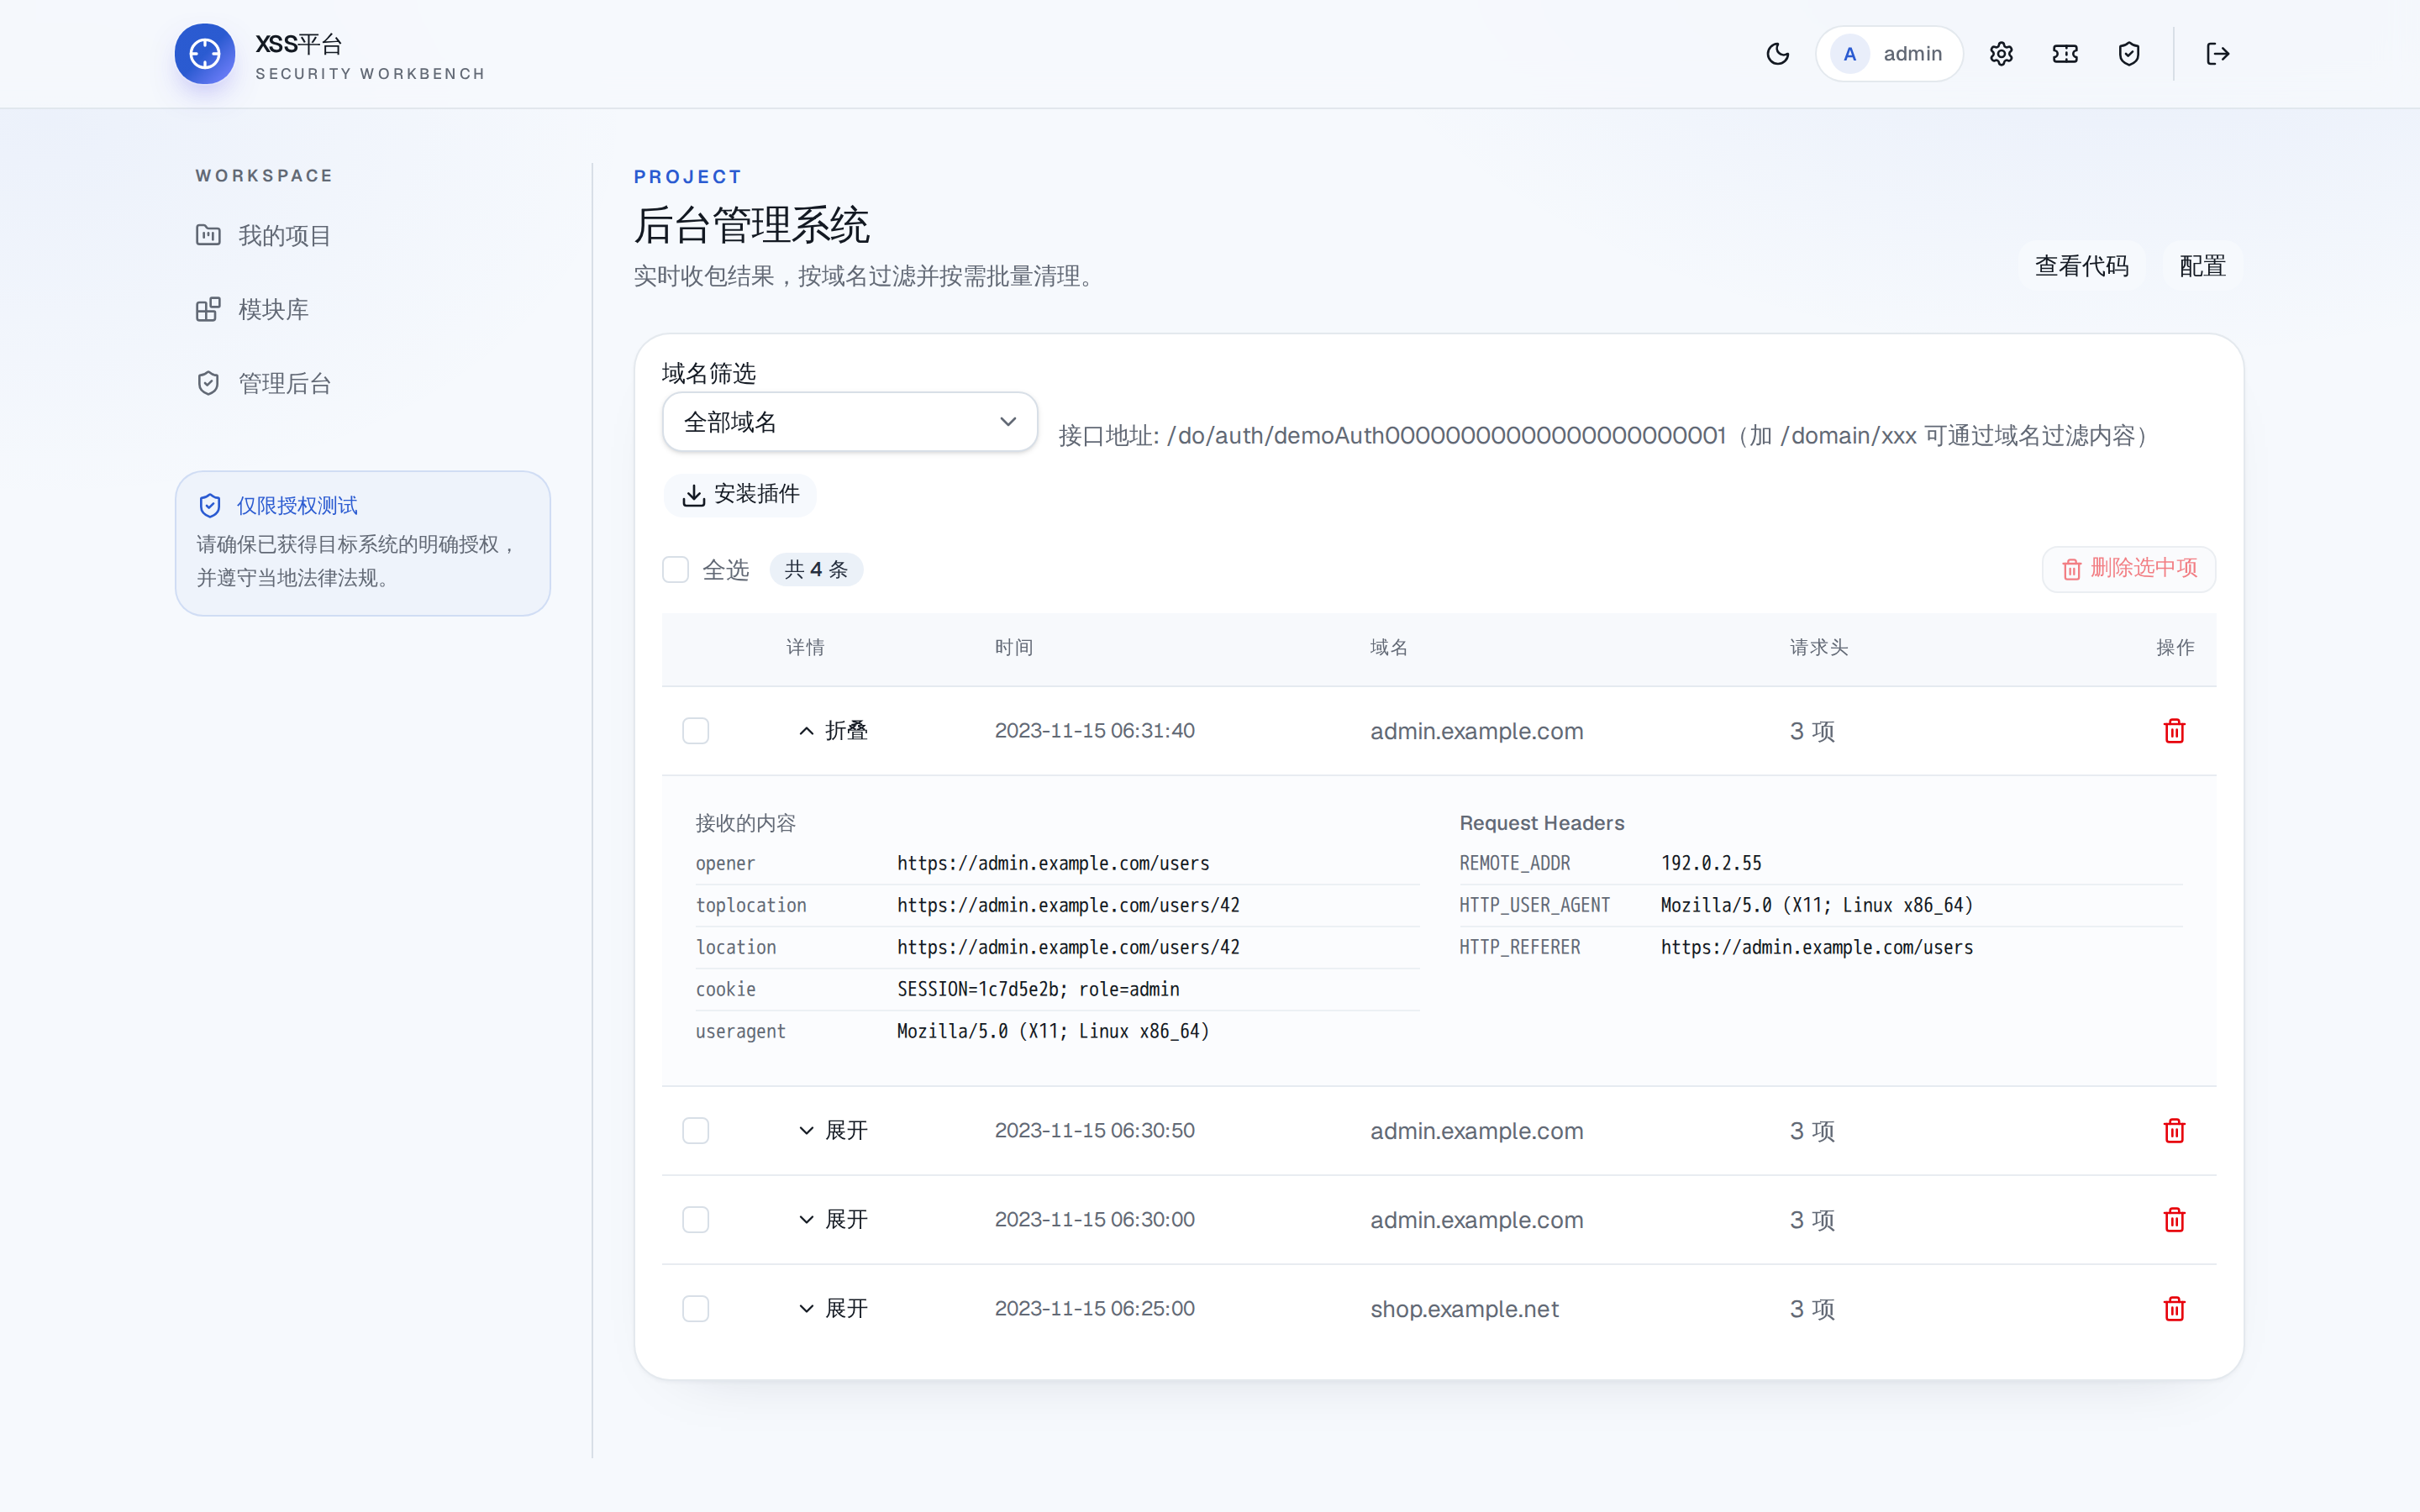 XSS平台
SECURITY WORKBENCH
A admin
WORKSPACE
我的项目
模块库
管理后台
仅限授权测试
请确保已获得目标系统的明确授权，
并遵守当地法律法规。
PROJECT
后台管理系统
实时收包结果，按域名过滤并按需批量清理。
查看代码 配置
域名筛选
全部域名
接口地址: /do/auth/demoAuth000000000000000000000001（加 /domain/xxx 可通过域名过滤内容）
安装插件
全选 共 4 条 删除选中项
详情 时间 域名 请求头 操作
折叠 2023-11-15 06:31:40 admin.example.com 3 项
接收的内容
opener https://admin.example.com/users
toplocation https://admin.example.com/users/42
location https://admin.example.com/users/42
cookie SESSION=1c7d5e2b; role=admin
useragent Mozilla/5.0 (X11; Linux x86_64)
Request Headers
REMOTE_ADDR 192.0.2.55
HTTP_USER_AGENT Mozilla/5.0 (X11; Linux x86_64)
HTTP_REFERER https://admin.example.com/users
展开 2023-11-15 06:30:50 admin.example.com 3 项
展开 2023-11-15 06:30:00 admin.example.com 3 项
展开 2023-11-15 06:25:00 shop.example.net 3 项